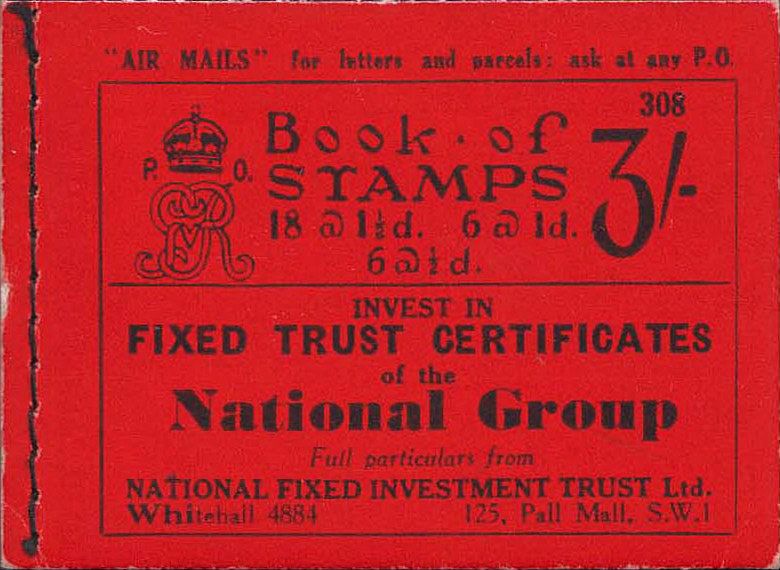 "AIR MAILS" for letters and parcels: ask at any P.O.
308
P. O.
Book · of
STAMPS
3/-
18 @ 1½d. 6 @ 1d.
6 @ ½d.
INVEST IN
FIXED TRUST CERTIFICATES
of the
National Group
Full particulars from
NATIONAL FIXED INVESTMENT TRUST Ltd.
Whitehall 4884 125, Pall Mall, S.W.1